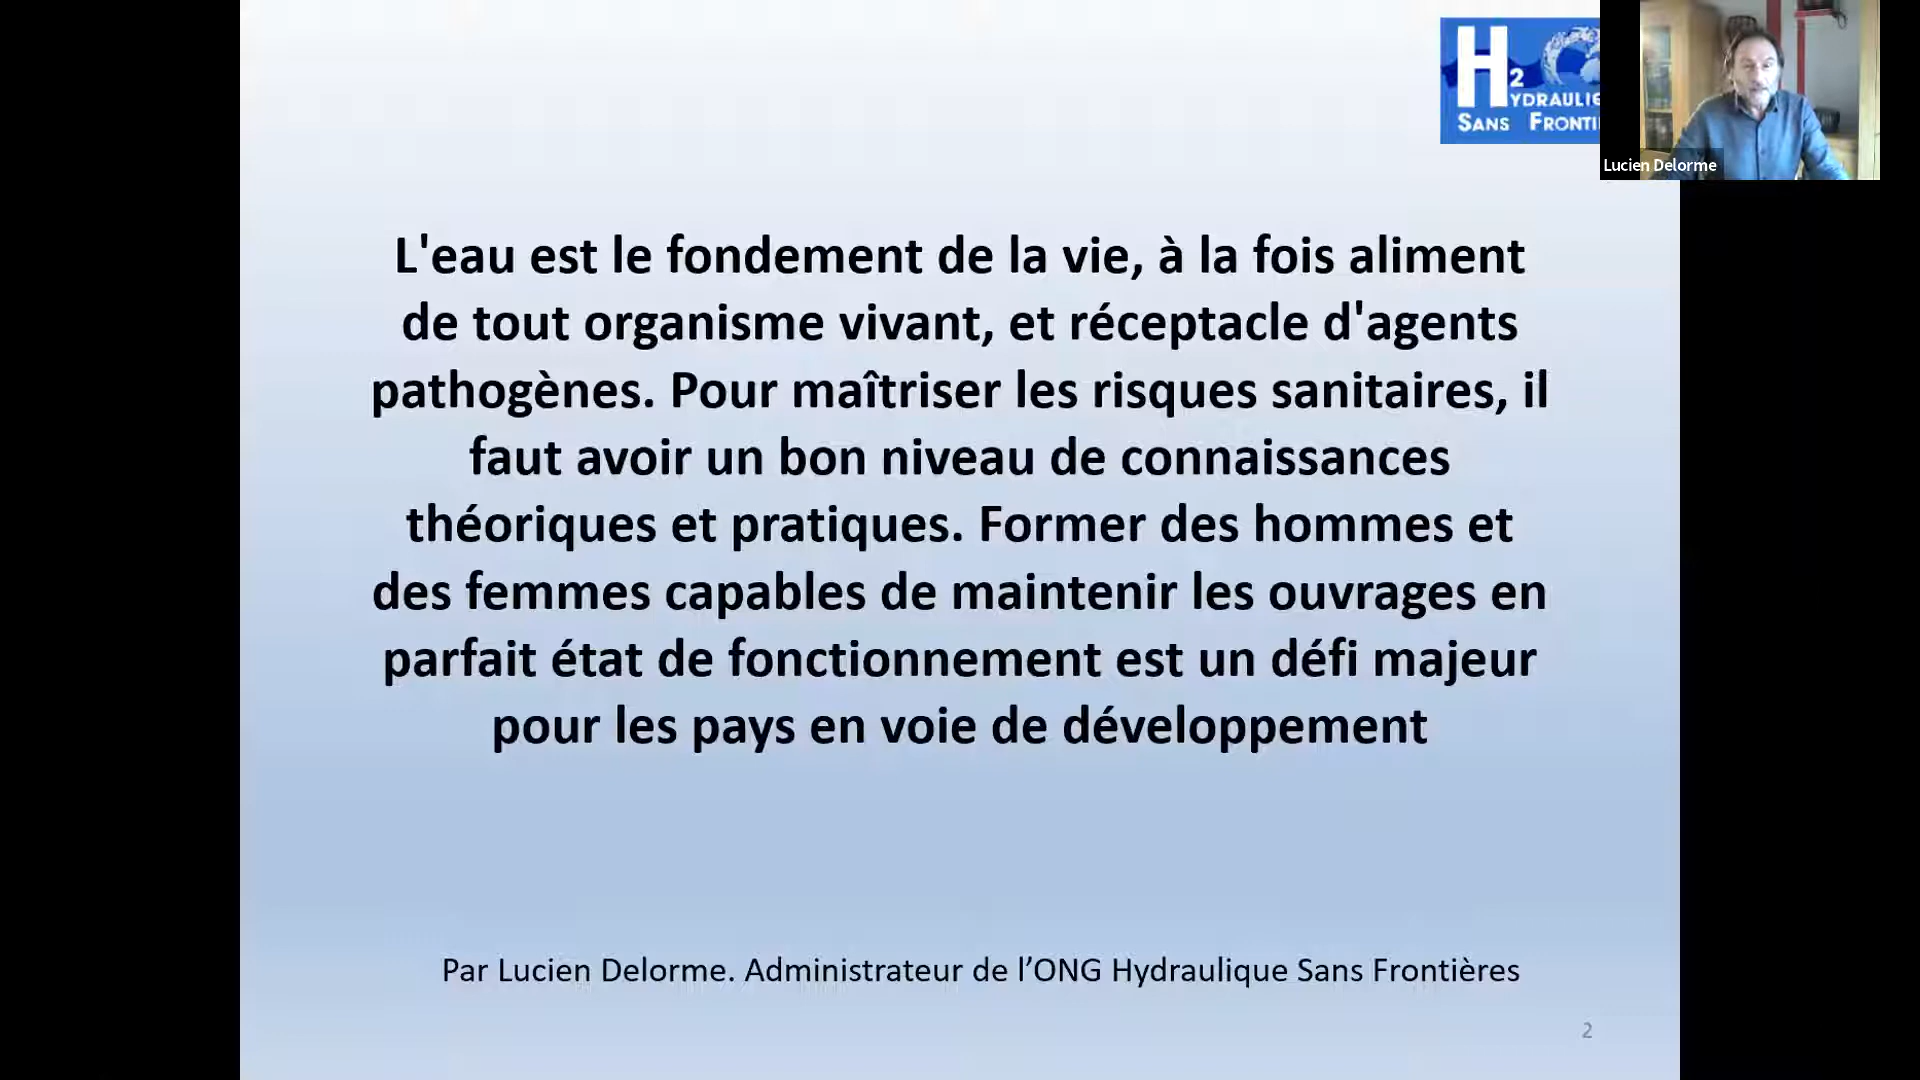 H2
YDRAULI
SANS FRONTI
Lucien Delorme
L'eau est le fondement de la vie, à la fois aliment
de tout organisme vivant, et réceptacle d'agents
pathogènes. Pour maîtriser les risques sanitaires, il
faut avoir un bon niveau de connaissances
théoriques et pratiques. Former des hommes et
des femmes capables de maintenir les ouvrages en
parfait état de fonctionnement est un défi majeur
pour les pays en voie de développement
Par Lucien Delorme. Administrateur de l’ONG Hydraulique Sans Frontières
2